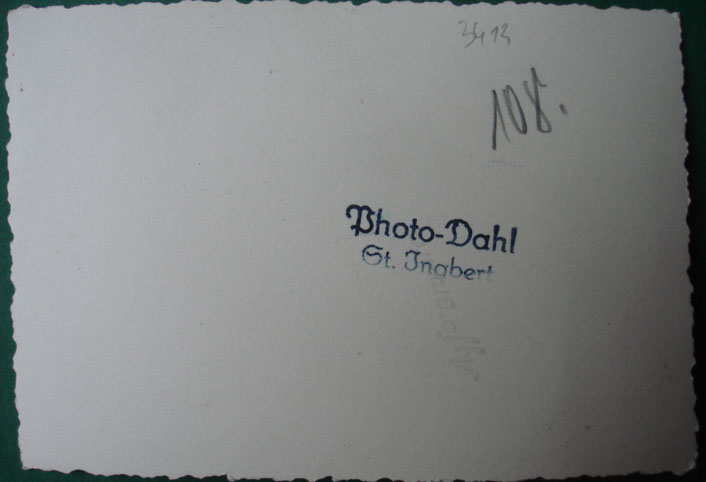 3413
108.
Photo-Dahl
St. Ingbert